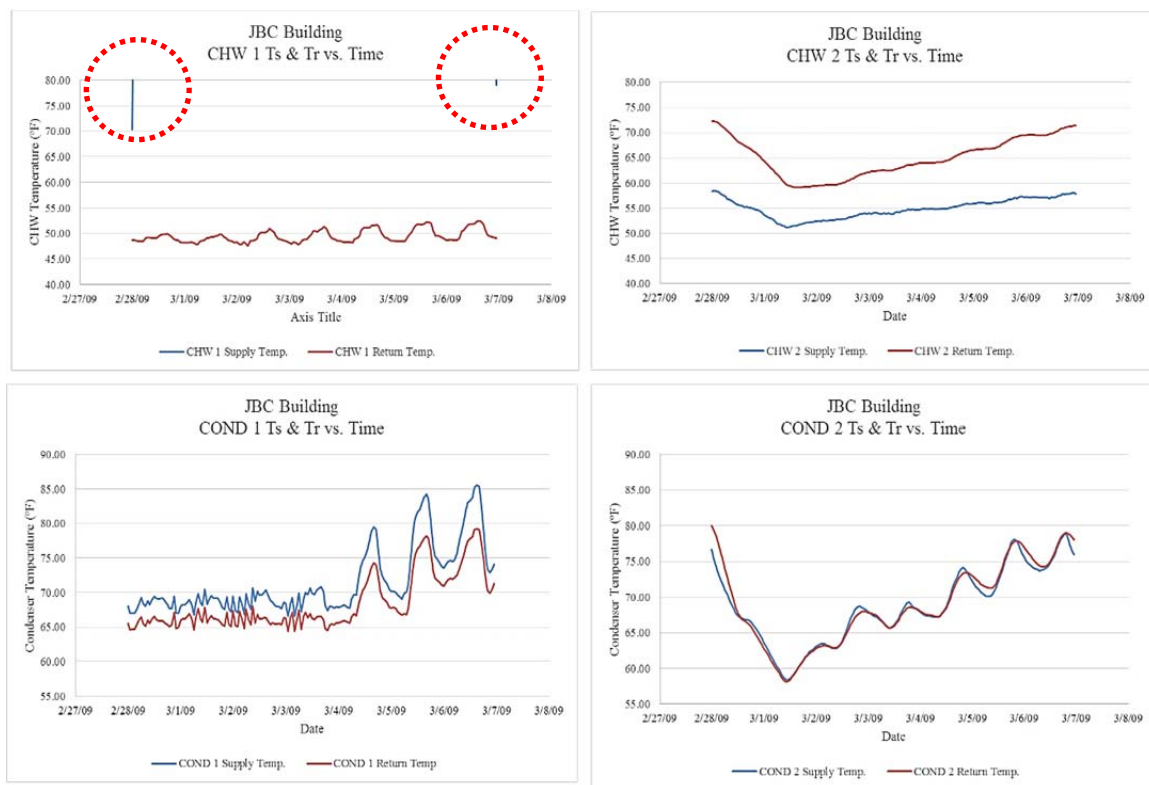 JBC Building
CHW 1 Ts & Tr vs. Time
CHW Temperature (°F)
80.00
75.00
70.00
65.00
60.00
55.00
50.00
45.00
40.00
2/27/09 2/28/09 3/1/09 3/2/09 3/3/09 3/4/09 3/5/09 3/6/09 3/7/09 3/8/09
Axis Title
CHW 1 Supply Temp. CHW 1 Return Temp.
JBC Building
CHW 2 Ts & Tr vs. Time
CHW Temperature (°F)
80.00
75.00
70.00
65.00
60.00
55.00
50.00
45.00
40.00
2/27/09 2/28/09 3/1/09 3/2/09 3/3/09 3/4/09 3/5/09 3/6/09 3/7/09 3/8/09
Date
CHW 2 Supply Temp. CHW 2 Return Temp.
JBC Building
COND 1 Ts & Tr vs. Time
Condenser Temperature (°F)
90.00
85.00
80.00
75.00
70.00
65.00
60.00
55.00
2/27/09 2/28/09 3/1/09 3/2/09 3/3/09 3/4/09 3/5/09 3/6/09 3/7/09 3/8/09
Date
COND 1 Supply Temp. COND 1 Return Temp
JBC Building
COND 2 Ts & Tr vs. Time
Condenser Temperature (°F)
90.00
85.00
80.00
75.00
70.00
65.00
60.00
55.00
2/27/09 2/28/09 3/1/09 3/2/09 3/3/09 3/4/09 3/5/09 3/6/09 3/7/09 3/8/09
Date
COND 2 Supply Temp. COND 2 Return Temp.